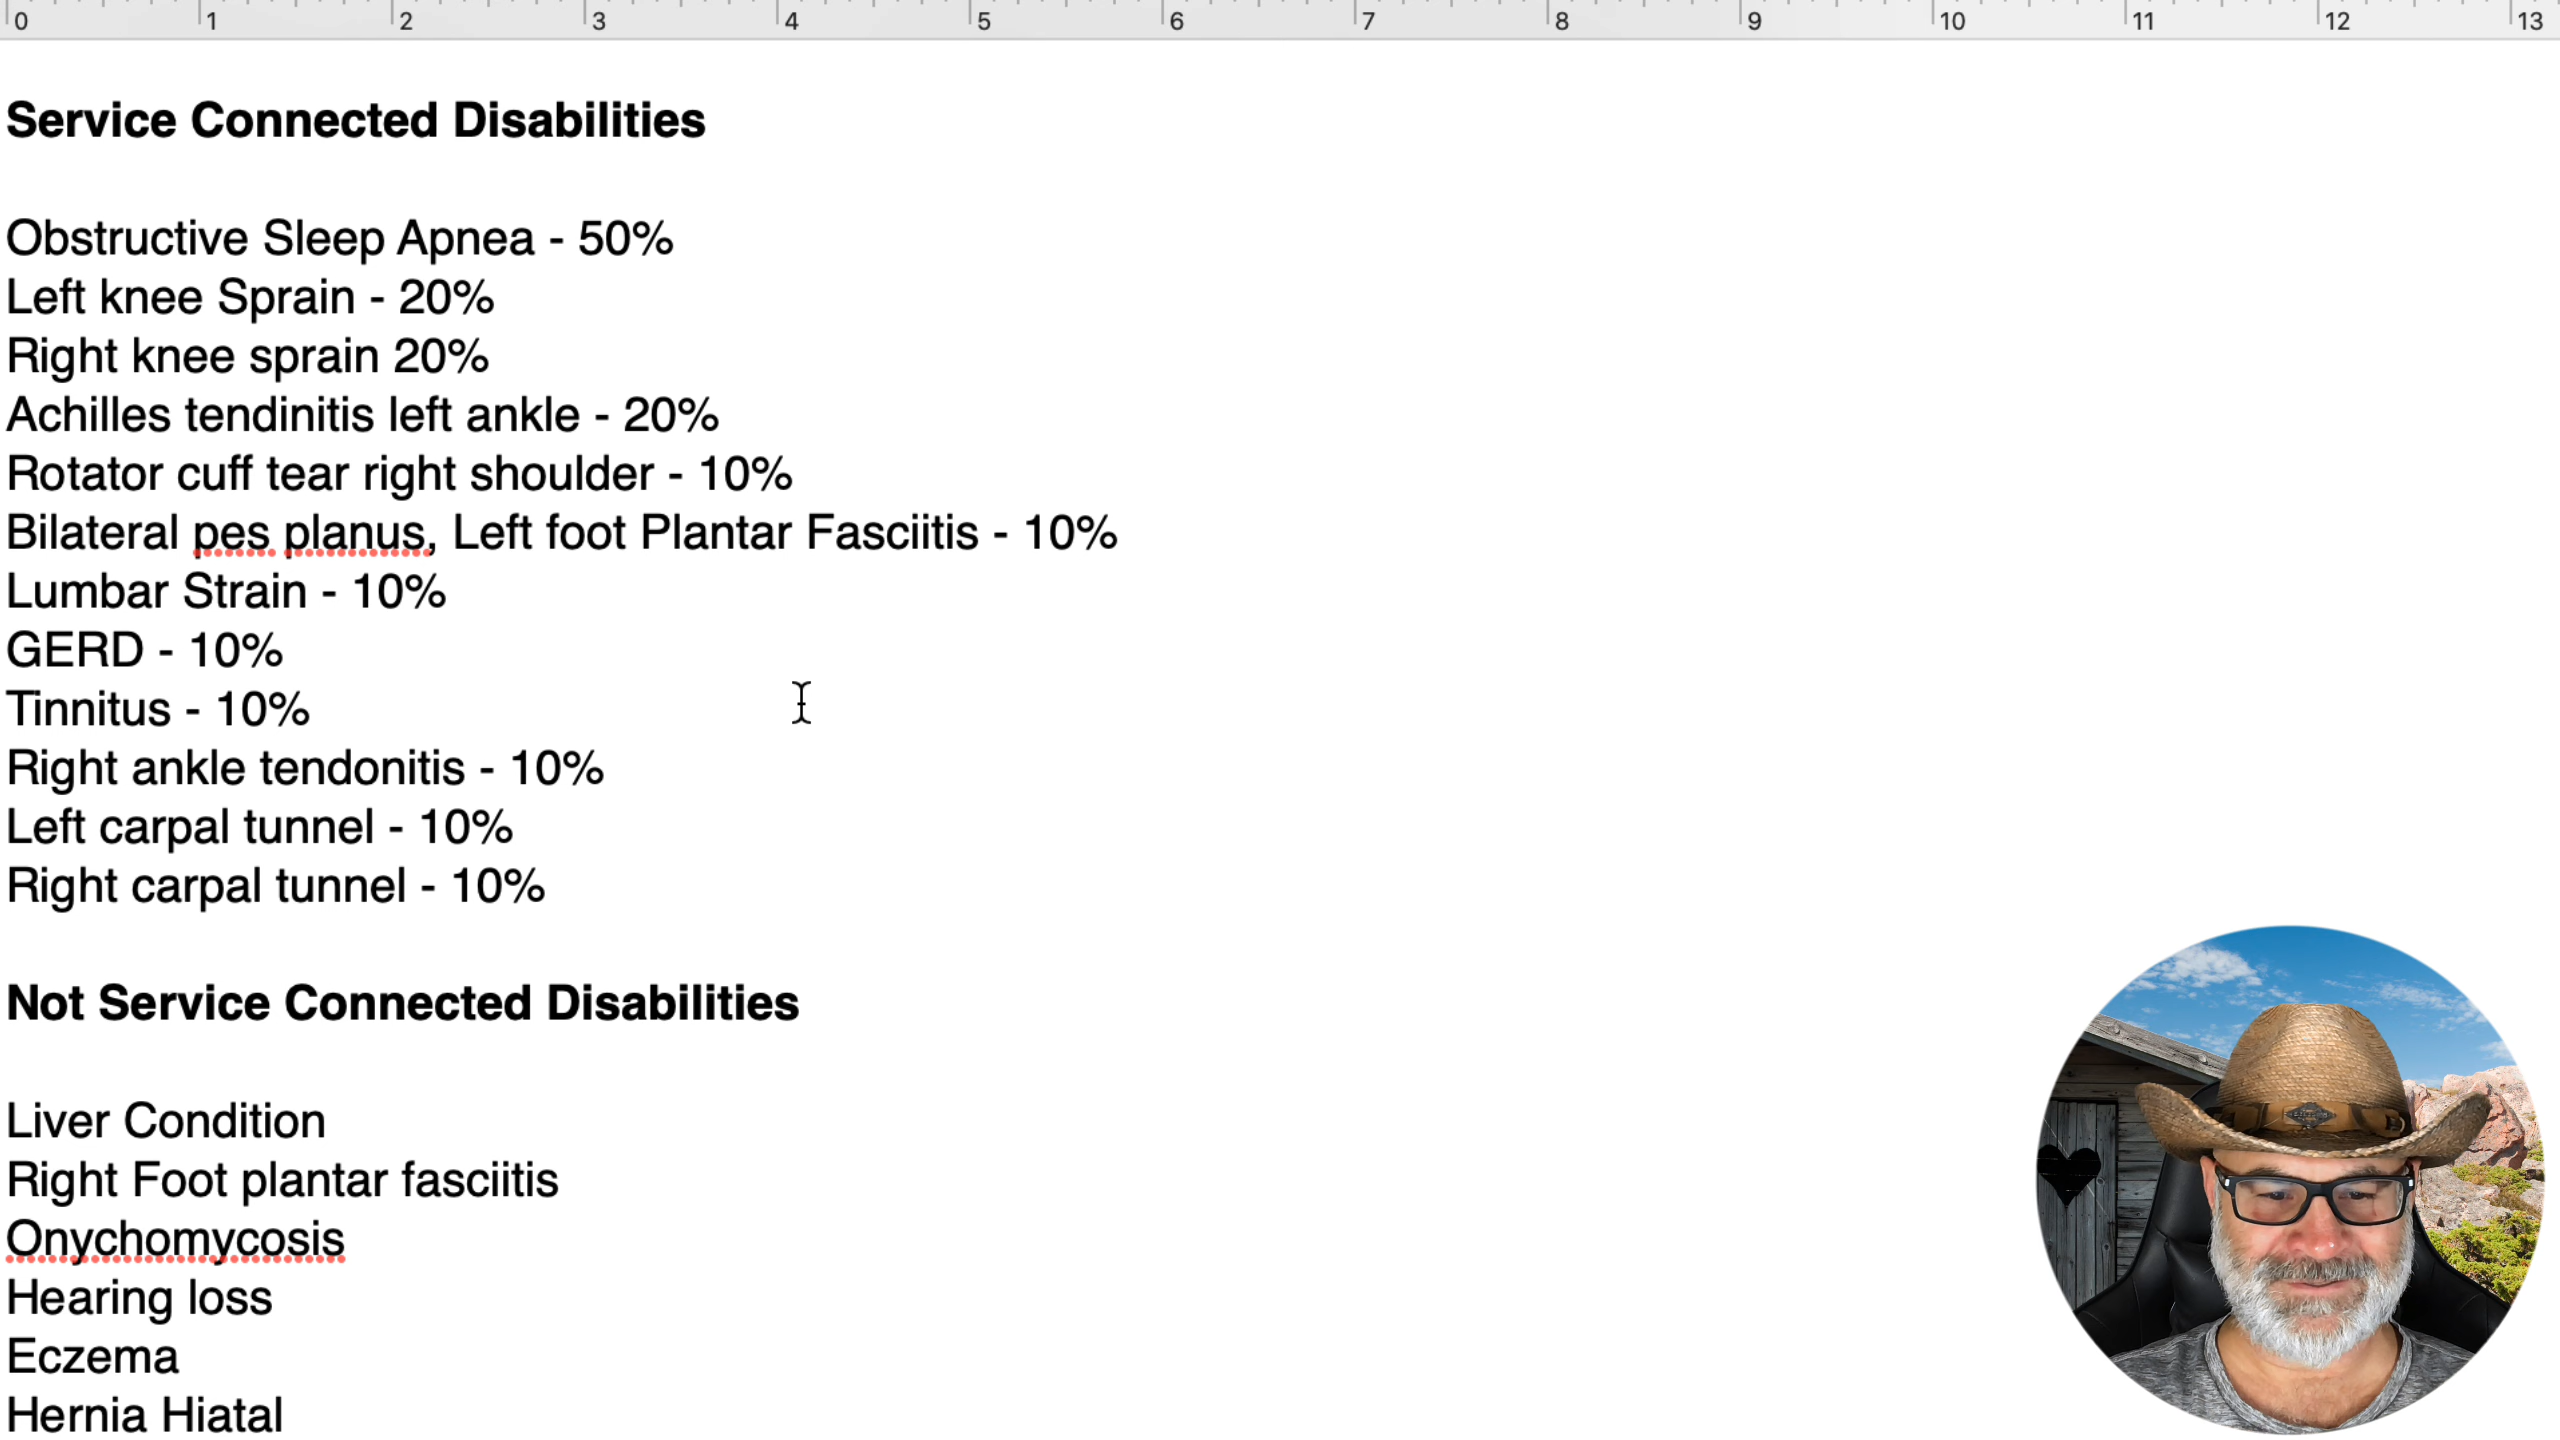 0 1 2 3 4 5 6 7 8 9 10 11 12 13
Service Connected Disabilities
Obstructive Sleep Apnea - 50%
Left knee Sprain - 20%
Right knee sprain 20%
Achilles tendinitis left ankle - 20%
Rotator cuff tear right shoulder - 10%
Bilateral pes planus, Left foot Plantar Fasciitis - 10%
Lumbar Strain - 10%
GERD - 10%
Tinnitus - 10%
Right ankle tendonitis - 10%
Left carpal tunnel - 10%
Right carpal tunnel - 10%
Not Service Connected Disabilities
Liver Condition
Right Foot plantar fasciitis
Onychomycosis
Hearing loss
Eczema
Hernia Hiatal